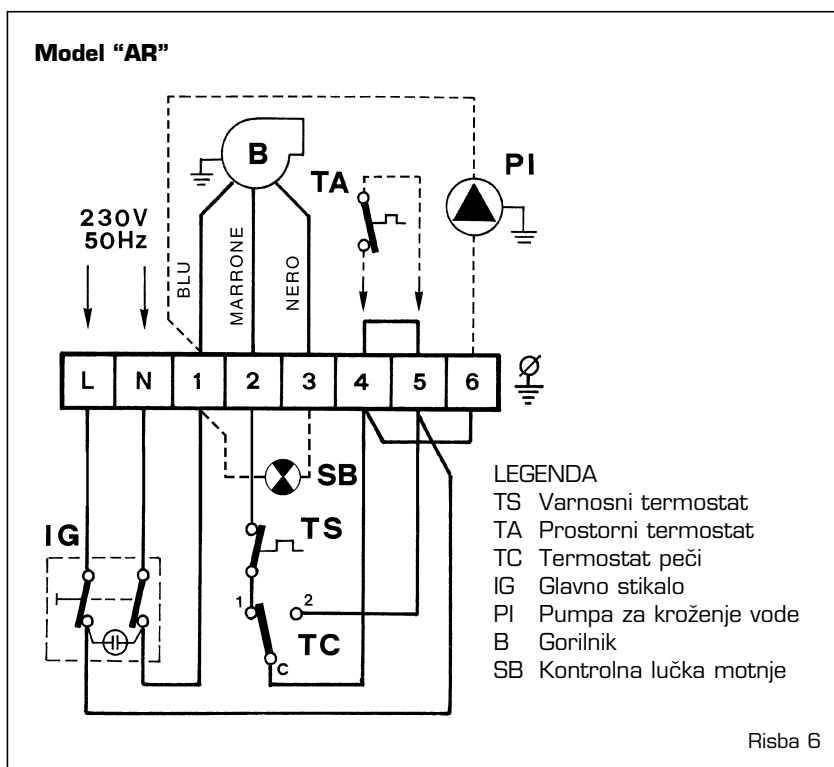 Model “AR”
B
PI
TA
230V
50Hz
BLU
MARRONE
NERO
L N 1 2 3 4 5 6
SB
TS
IG
1 2
TC
C
LEGENDA
TS Varnosni termostat
TA Prostorni termostat
TC Termostat peči
IG Glavno stikalo
PI Pumpa za kroženje vode
B Gorilnik
SB Kontrolna lučka motnje
Risba 6